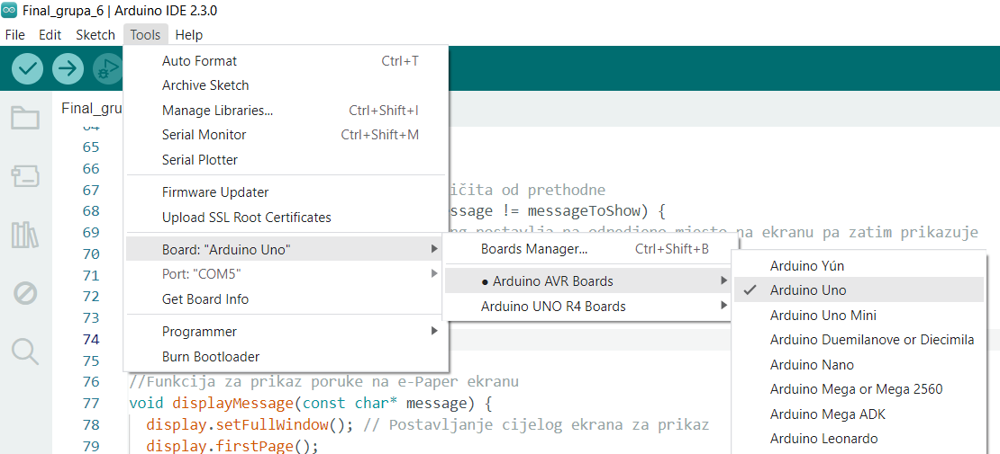 Final_grupa_6 | Arduino IDE 2.3.0
File Edit Sketch Tools Help
Auto Format Ctrl+T
Archive Sketch
Manage Libraries... Ctrl+Shift+I
Serial Monitor Ctrl+Shift+M
Serial Plotter
Firmware Updater
Upload SSL Root Certificates
Board: "Arduino Uno"
Port: "COM5"
Get Board Info
Programmer
Burn Bootloader
Boards Manager... Ctrl+Shift+B
● Arduino AVR Boards
Arduino UNO R4 Boards
Arduino Yún
Arduino Uno
Arduino Uno Mini
Arduino Duemilanove or Diecimila
Arduino Nano
Arduino Mega or Mega 2560
Arduino Mega ADK
Arduino Leonardo
Final_gru
64
65
66
67 ičita od prethodne
68 ssage != messageToShow) {
69 na ekranu pa zatim prikazuje
70
71
72
73
74
75
76 //Funkcija za prikaz poruke na e-Paper ekranu
77 void displayMessage(const char* message) {
78 display.setFullWindow(); // Postavljanje cijelog ekrana za prikaz
79 display.firstPage();